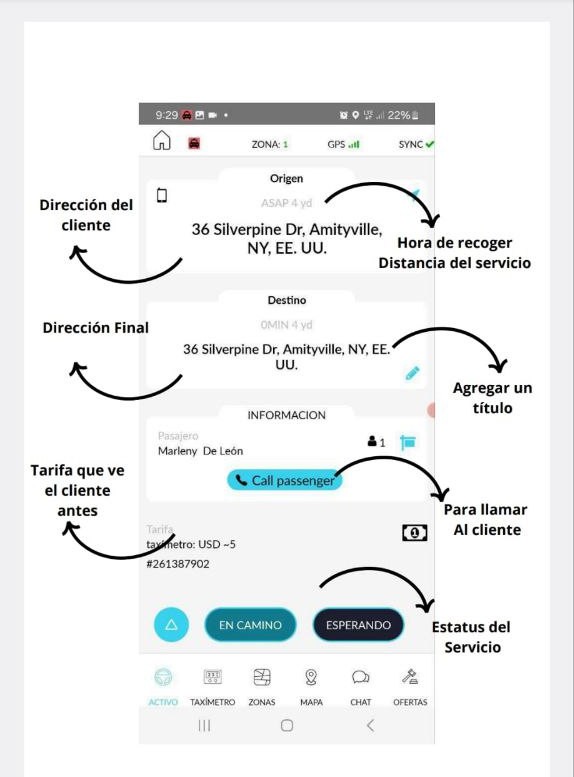 9:29
22%
ZONA: 1
GPS
SYNC
Origen
ASAP 4 yd
36 Silverpine Dr, Amityville,
NY, EE. UU.
Dirección del
cliente
Hora de recoger
Distancia del servicio
Destino
0MIN 4 yd
36 Silverpine Dr, Amityville, NY, EE.
UU.
Dirección Final
Agregar un
título
INFORMACION
Pasajero
Marleny De León
1
Call passenger
Tarifa que ve
el cliente
antes
Para llamar
Al cliente
Tarifa
taxímetro: USD ~5
#261387902
EN CAMINO
ESPERANDO
Estatus del
Servicio
ACTIVO
TAXÍMETRO
ZONAS
MAPA
CHAT
OFERTAS